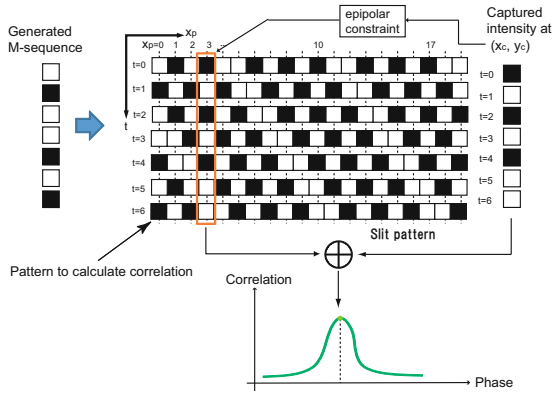 Generated
M-sequence
xp
xp=0 1 2 3 ... 10 17
epipolar
constraint
Captured
intensity at
(xc, yc)
t
t=0
t=1
t=2
t=3
t=4
t=5
t=6
t=0
t=1
t=2
t=3
t=4
t=5
t=6
Slit pattern
Pattern to calculate correlation
Correlation
Phase